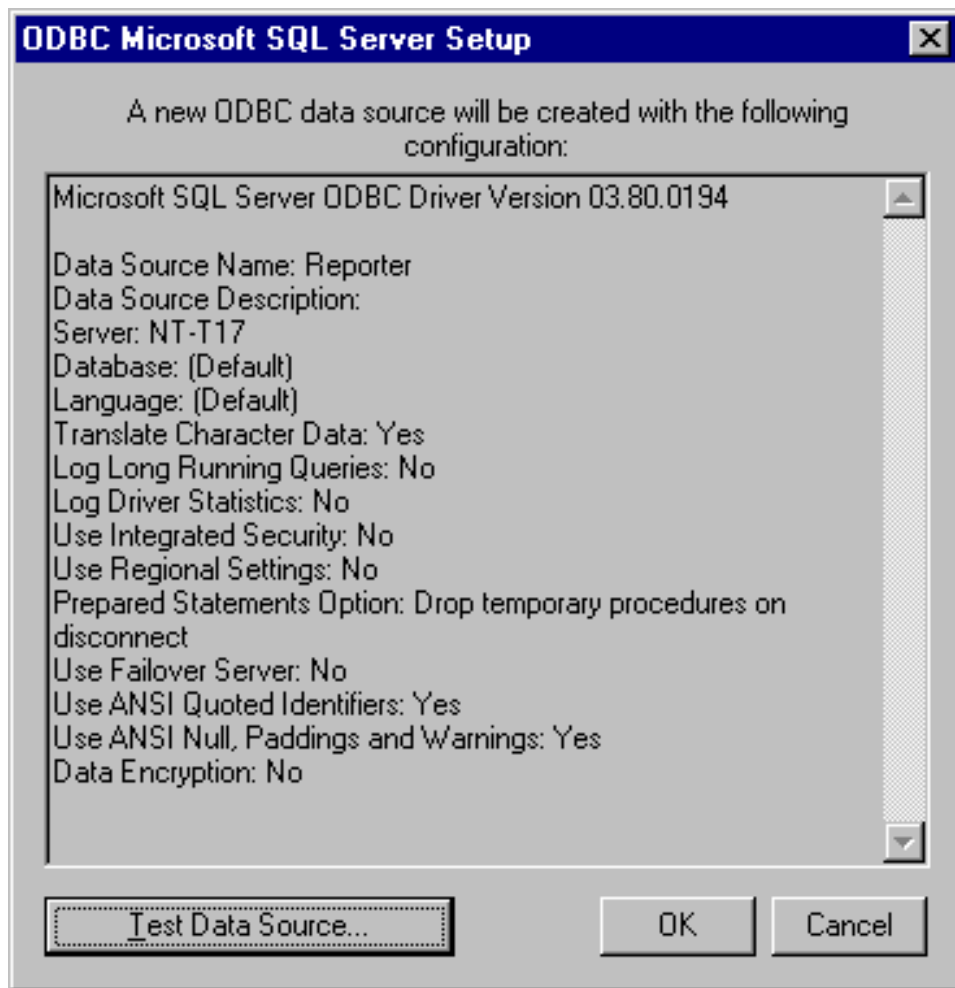 ODBC Microsoft SQL Server Setup
A new ODBC data source will be created with the following
configuration:
Microsoft SQL Server ODBC Driver Version 03.80.0194
Data Source Name: Reporter
Data Source Description:
Server: NT-T17
Database: (Default)
Language: (Default)
Translate Character Data: Yes
Log Long Running Queries: No
Log Driver Statistics: No
Use Integrated Security: No
Use Regional Settings: No
Prepared Statements Option: Drop temporary procedures on
disconnect
Use Failover Server: No
Use ANSI Quoted Identifiers: Yes
Use ANSI Null, Paddings and Warnings: Yes
Data Encryption: No
Test Data Source... OK Cancel